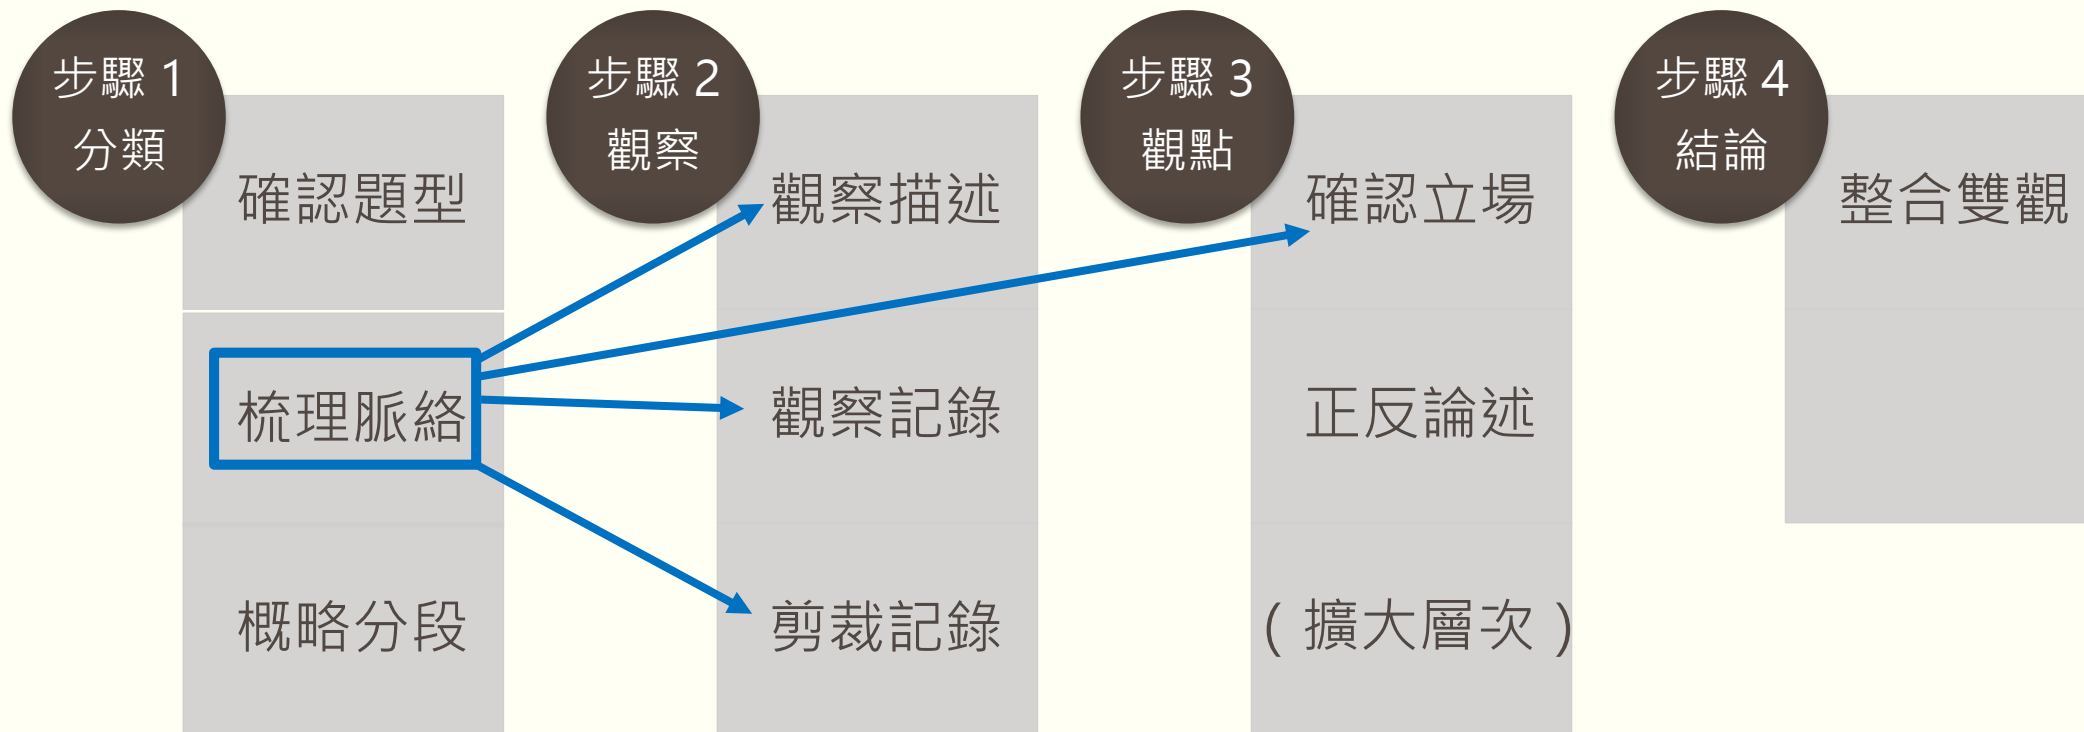 步驟 1
分類
確認題型
梳理脈絡
概略分段
步驟 2
觀察
觀察描述
觀察記錄
剪裁記錄
步驟 3
觀點
確認立場
正反論述
（擴大層次）
步驟 4
結論
整合雙觀